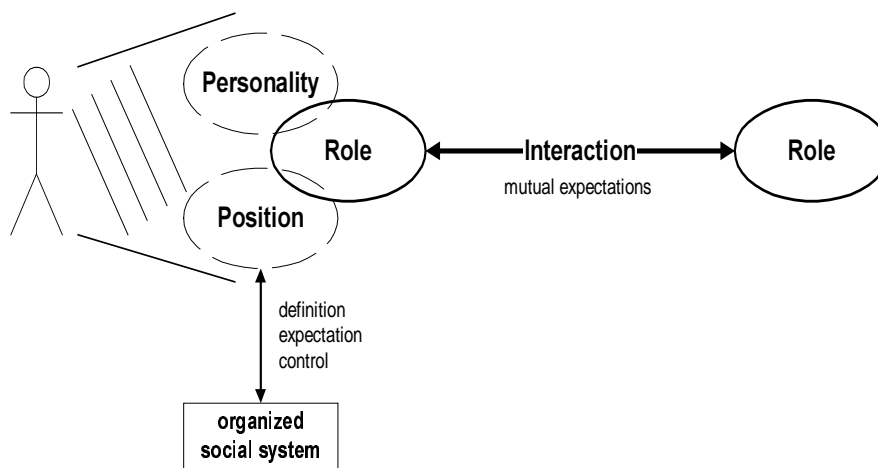 Personality
Role
Interaction
Role
mutual expectations
Position
definition
expectation
control
organized
social system